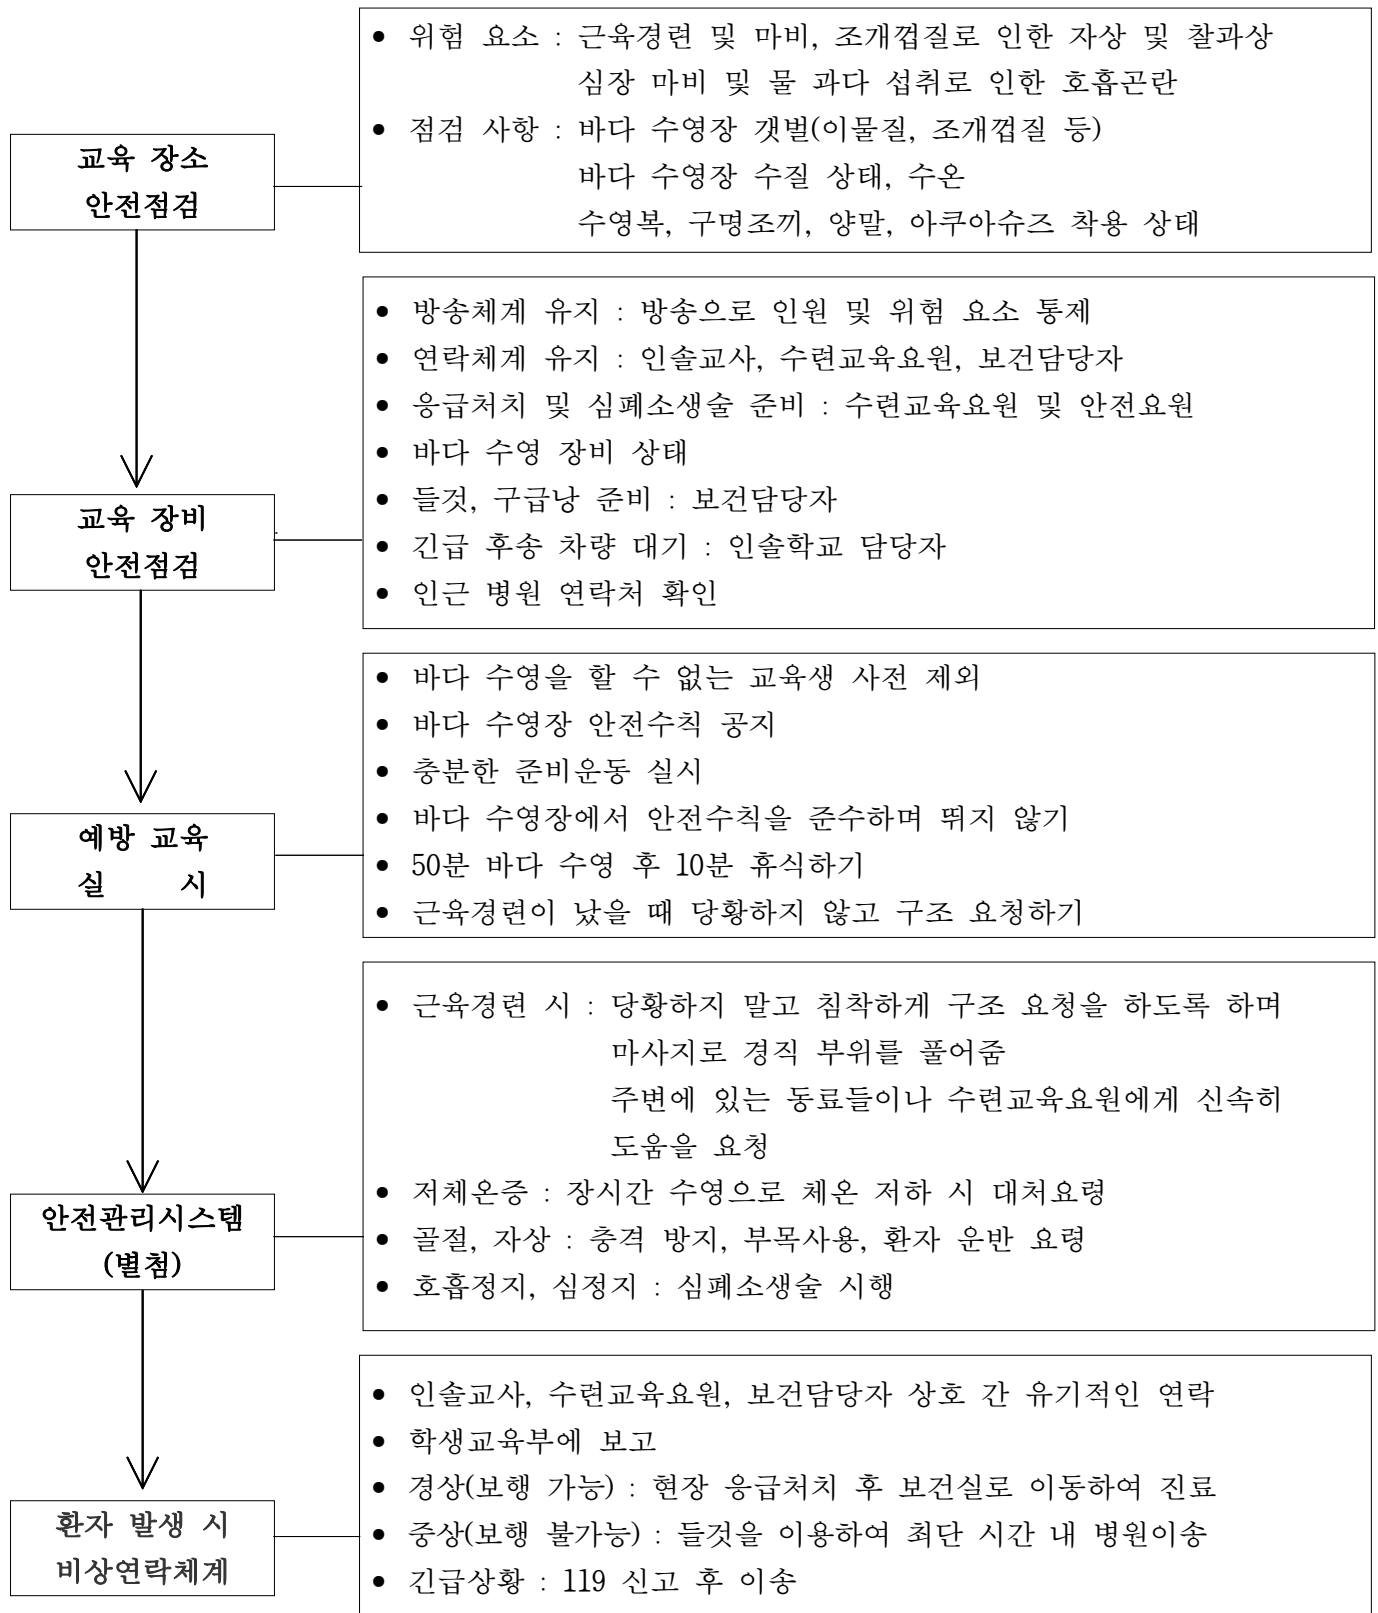 • 위험 요소 : 근육경련 및 마비, 조개껍질로 인한 자상 및 찰과상
심장 마비 및 물 과다 섭취로 인한 호흡곤란
• 점검 사항 : 바다 수영장 갯벌(이물질, 조개껍질 등)
바다 수영장 수질 상태, 수온
수영복, 구명조끼, 양말, 아쿠아슈즈 착용 상태
교육 장소
안전점검
• 방송체계 유지 : 방송으로 인원 및 위험 요소 통제
• 연락체계 유지 : 인솔교사, 수련교육요원, 보건담당자
• 응급처치 및 심폐소생술 준비 : 수련교육요원 및 안전요원
• 바다 수영 장비 상태
• 들것, 구급낭 준비 : 보건담당자
• 긴급 후송 차량 대기 : 인솔학교 담당자
• 인근 병원 연락처 확인
교육 장비
안전점검
• 바다 수영을 할 수 없는 교육생 사전 제외
• 바다 수영장 안전수칙 공지
• 충분한 준비운동 실시
• 바다 수영장에서 안전수칙을 준수하며 뛰지 않기
• 50분 바다 수영 후 10분 휴식하기
• 근육경련이 났을 때 당황하지 않고 구조 요청하기
예방 교육
실 시
• 근육경련 시 : 당황하지 말고 침착하게 구조 요청을 하도록 하며
마사지로 경직 부위를 풀어줌
주변에 있는 동료들이나 수련교육요원에게 신속히
도움을 요청
• 저체온증 : 장시간 수영으로 체온 저하 시 대처요령
• 골절, 자상 : 충격 방지, 부목사용, 환자 운반 요령
• 호흡정지, 심정지 : 심폐소생술 시행
안전관리시스템
(별첨)
• 인솔교사, 수련교육요원, 보건담당자 상호 간 유기적인 연락
• 학생교육부에 보고
• 경상(보행 가능) : 현장 응급처치 후 보건실로 이동하여 진료
• 중상(보행 불가능) : 들것을 이용하여 최단 시간 내 병원이송
• 긴급상황 : 119 신고 후 이송
환자 발생 시
비상연락체계